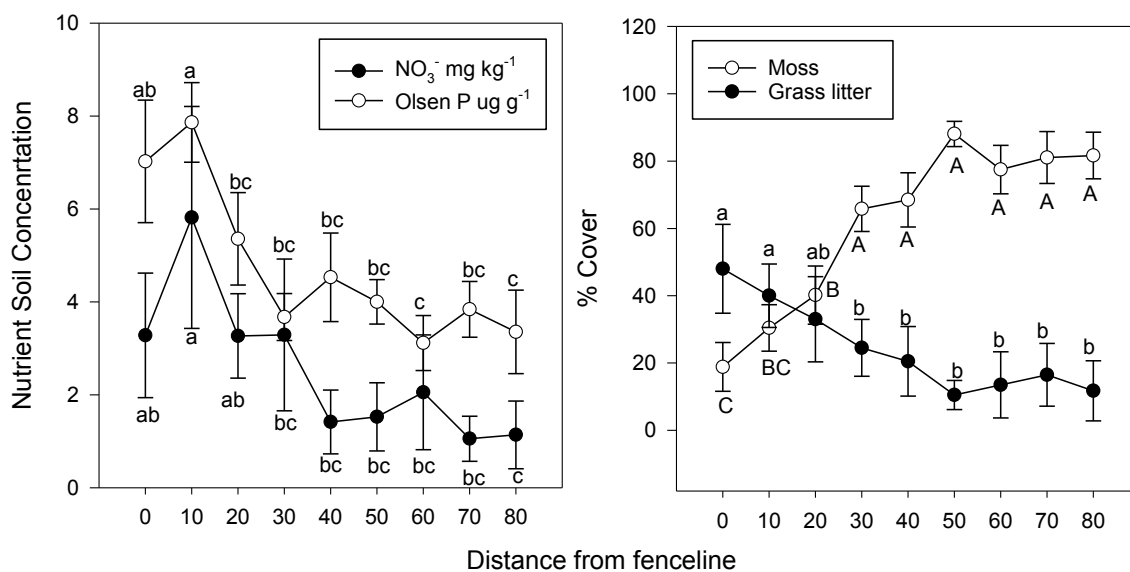 10
8
6
4
2
0
Nutrient Soil Concenrtation
NO3- mg kg-1
Olsen P ug g-1
ab
a
bc
bc
bc
bc
c
bc
c
ab
a
ab
bc
bc
bc
bc
bc
c
0 10 20 30 40 50 60 70 80
120
100
80
60
40
20
0
% Cover
Moss
Grass litter
a
a
ab
b
b
b
b
b
b
C
BC
B
A
A
A
A
A
A
0 10 20 30 40 50 60 70 80
Distance from fenceline